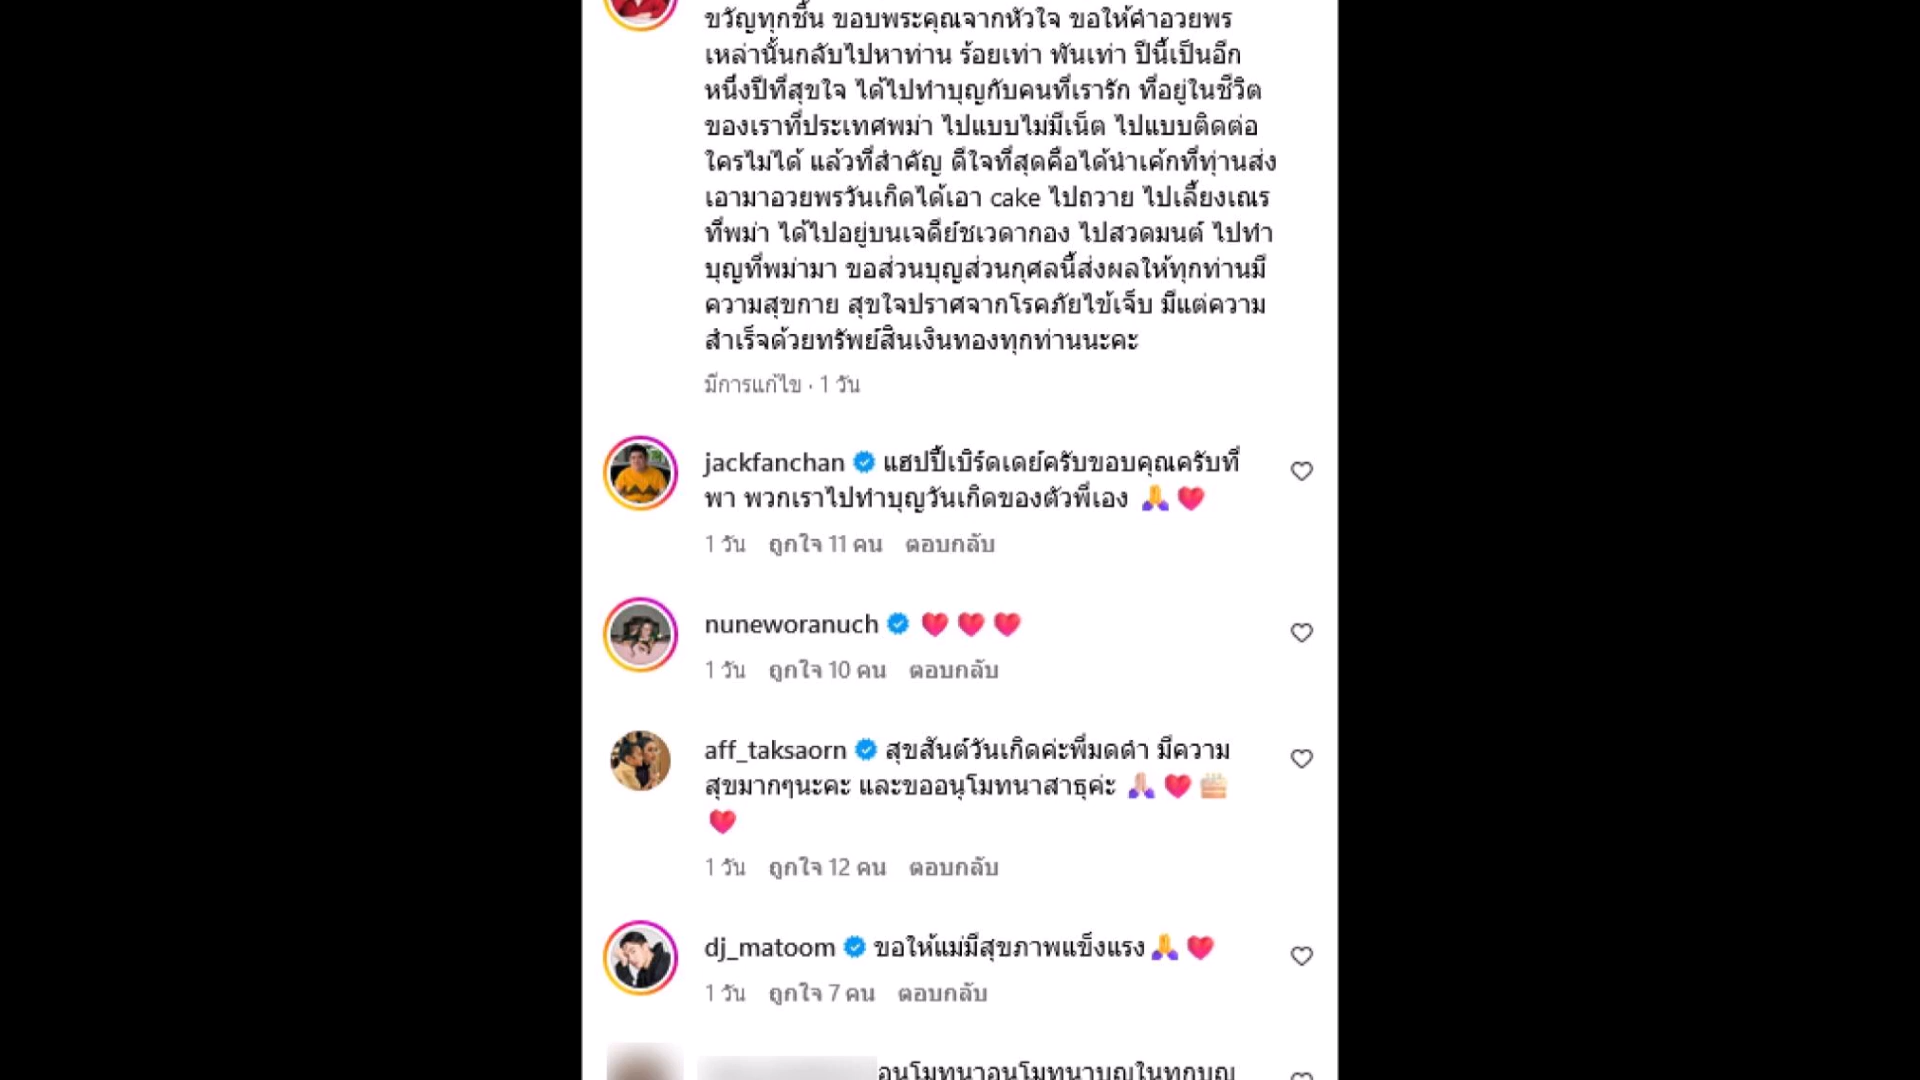 ขวัญทุกชิ้น ขอบพระคุณจากหัวใจ ขอให้คำอวยพร
เหล่านั้นกลับไปหาท่าน ร้อยเท่า พันเท่า ปีนี้เป็นอีก
หนึ่งปีที่สุขใจ ได้ไปทำบุญกับคนที่เรารัก ที่อยู่ในชีวิต
ของเราที่ประเทศพม่า ไปแบบไม่มีเน็ต ไปแบบติดต่อ
ใครไม่ได้ แล้วที่สำคัญ ดีใจที่สุดคือได้นำเค้กที่ทุ่านส่ง
เอามาอวยพรวันเกิดได้เอา cake ไปถวาย ไปเลี้ยงเณร
ที่พม่า ได้ไปอยู่บนเจดีย์ชเวดากอง ไปสวดมนต์ ไปทำ
บุญที่พม่ามา ขอส่วนบุญส่วนกุศลนี้ส่งผลให้ทุกท่านมี
ความสุขกาย สุขใจปราศจากโรคภัยไข้เจ็บ มีแต่ความ
สำเร็จด้วยทรัพย์สินเงินทองทุกท่านนะคะ
มีการแก้ไข · 1 วัน
jackfanchan แฮปปี้เบิร์ดเดย์ครับขอบคุณครับที่
พา พวกเราไปทำบุญวันเกิดของตัวพี่เอง 🙏 ❤️
1 วัน ถูกใจ 11 คน ตอบกลับ
nuneworanuch ❤️ ❤️ ❤️
1 วัน ถูกใจ 10 คน ตอบกลับ
aff_taksaorn สุขสันต์วันเกิดค่ะพี่มดดำ มีความ
สุขมากๆนะคะ และขออนุโมทนาสาธุค่ะ 🙏🏻 ❤️ 🎂
❤️
1 วัน ถูกใจ 12 คน ตอบกลับ
dj_matoom ขอให้แม่มีสุขภาพแข็งแรง 🙏 ❤️
1 วัน ถูกใจ 7 คน ตอบกลับ
อนุโมทนาอนุโมทนาบุญในทุกบุญ